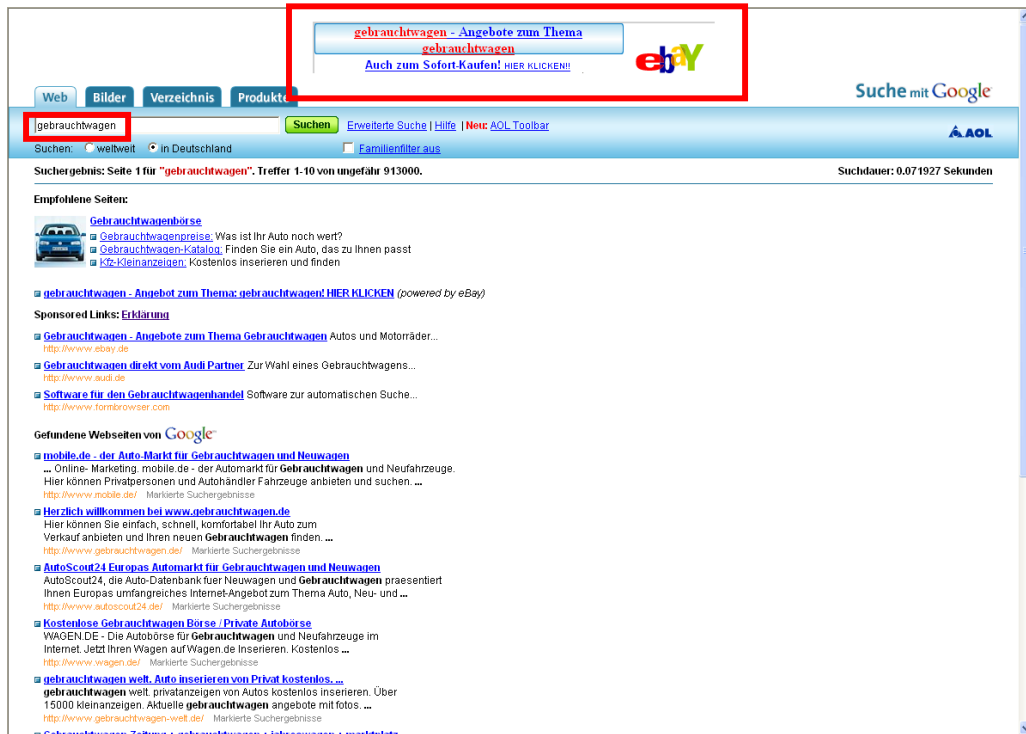 gebrauchtwagen - Angebote zum Thema
gebrauchtwagen
Auch zum Sofort-Kaufen! HIER KLICKEN!!
ebaY
Web Bilder Verzeichnis Produkte
Suche mit Google
gebrauchtwagen Suchen Erweiterte Suche | Hilfe | Neu: AOL Toolbar
AOL
Suchen: weltweit in Deutschland Familienfilter aus
Suchergebnis: Seite 1 für "gebrauchtwagen". Treffer 1-10 von ungefähr 913000. Suchdauer: 0.071927 Sekunden
Empfohlene Seiten:
Gebrauchtwagenbörse
Gebrauchtwagenpreise: Was ist Ihr Auto noch wert?
Gebrauchtwagen-Katalog: Finden Sie ein Auto, das zu Ihnen passt
Kfz-Kleinanzeigen: Kostenlos inserieren und finden
gebrauchtwagen - Angebot zum Thema: gebrauchtwagen! HIER KLICKEN (powered by eBay)
Sponsored Links: Erklärung
Gebrauchtwagen - Angebote zum Thema Gebrauchtwagen Autos und Motorräder...
http://www.ebay.de
Gebrauchtwagen direkt vom Audi Partner Zur Wahl eines Gebrauchtwagens...
http://www.audi.de
Software für den Gebrauchtwagenhandel Software zur automatischen Suche...
http://www.formbrowser.com
Gefundene Webseiten von Google
mobile.de - der Auto-Markt für Gebrauchtwagen und Neuwagen
... Online- Marketing. mobile.de - der Automarkt für Gebrauchtwagen und Neufahrzeuge.
Hier können Privatpersonen und Autohändler Fahrzeuge anbieten und suchen. ...
http://www.mobile.de/ Markierte Suchergebnisse
Herzlich willkommen bei www.gebrauchtwagen.de
Hier können Sie einfach, schnell, komfortabel Ihr Auto zum
Verkauf anbieten und Ihren neuen Gebrauchtwagen finden. ...
http://www.gebrauchtwagen.de/ Markierte Suchergebnisse
AutoScout24 Europas Automarkt für Gebrauchtwagen und Neuwagen
AutoScout24, die Auto-Datenbank fuer Neuwagen und Gebrauchtwagen praesentiert
Ihnen Europas umfangreiches Internet-Angebot zum Thema Auto, Neu- und ...
http://www.autoscout24.de/ Markierte Suchergebnisse
Kostenlose Gebrauchtwagen Börse / Private Autobörse
WAGEN.DE - Die Autobörse für Gebrauchtwagen und Neufahrzeuge im
Internet. Jetzt Ihren Wagen auf Wagen.de Inserieren. Kostenlos ...
http://www.wagen.de/ Markierte Suchergebnisse
gebrauchtwagen welt. Auto inserieren von Privat kostenlos. ...
gebrauchtwagen welt. privatanzeigen von Autos kostenlos inserieren. Über
15000 kleinanzeigen. Aktuelle gebrauchtwagen angebote mit fotos. ...
http://www.gebrauchtwagen-welt.de/ Markierte Suchergebnisse